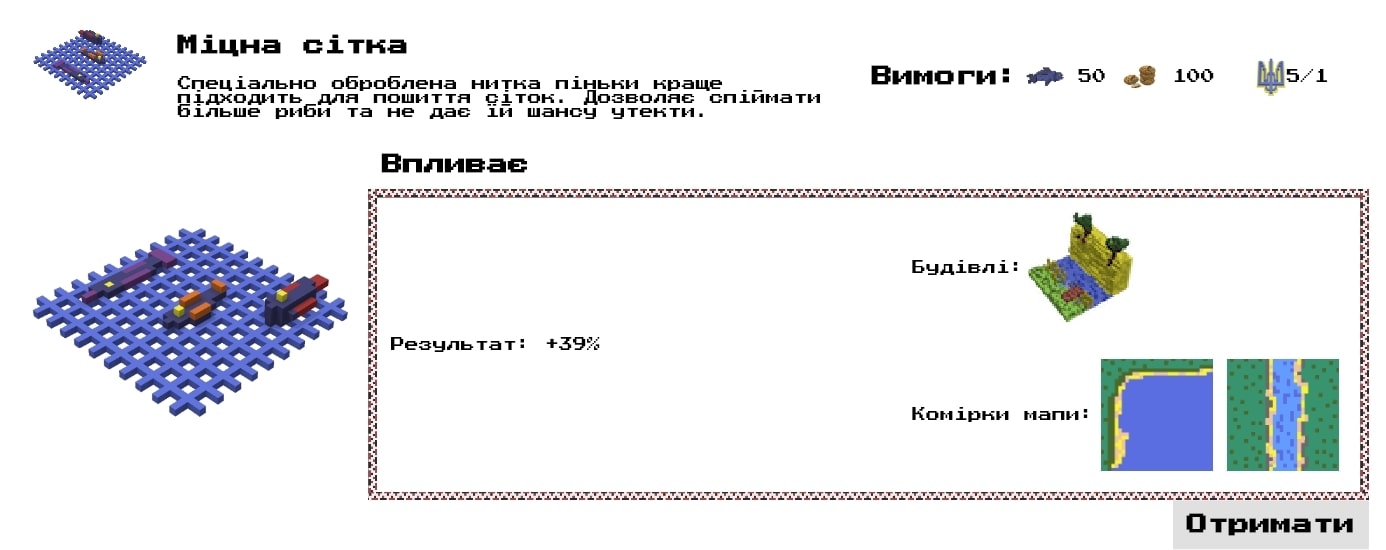 Міцна сітка
Спеціально оброблена нитка піньки краще
підходить для пошиття сіток. Дозволяє спіймати
більше риби та не дає їй шансу утекти.
Вимоги: 50 100 5/1
Впливає
Будівлі:
Результат: +39%
Комірки мапи:
Отримати